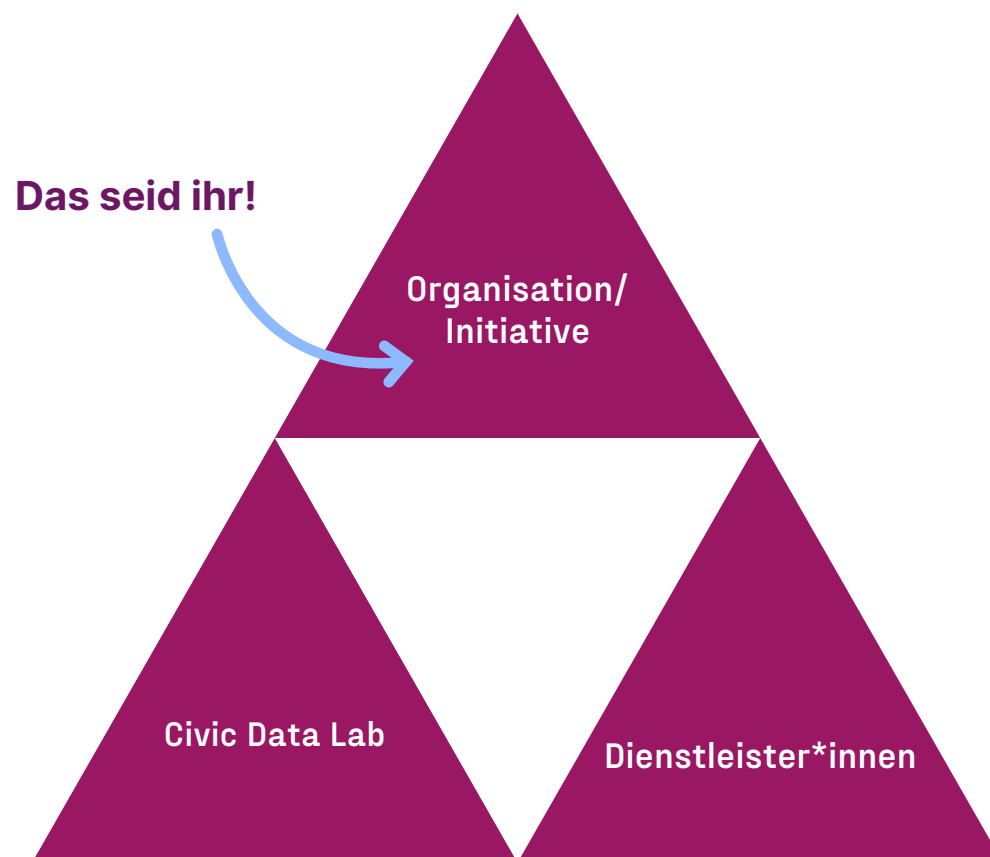 Das seid ihr!
Organisation/
Initiative
Civic Data Lab
Dienstleister*innen